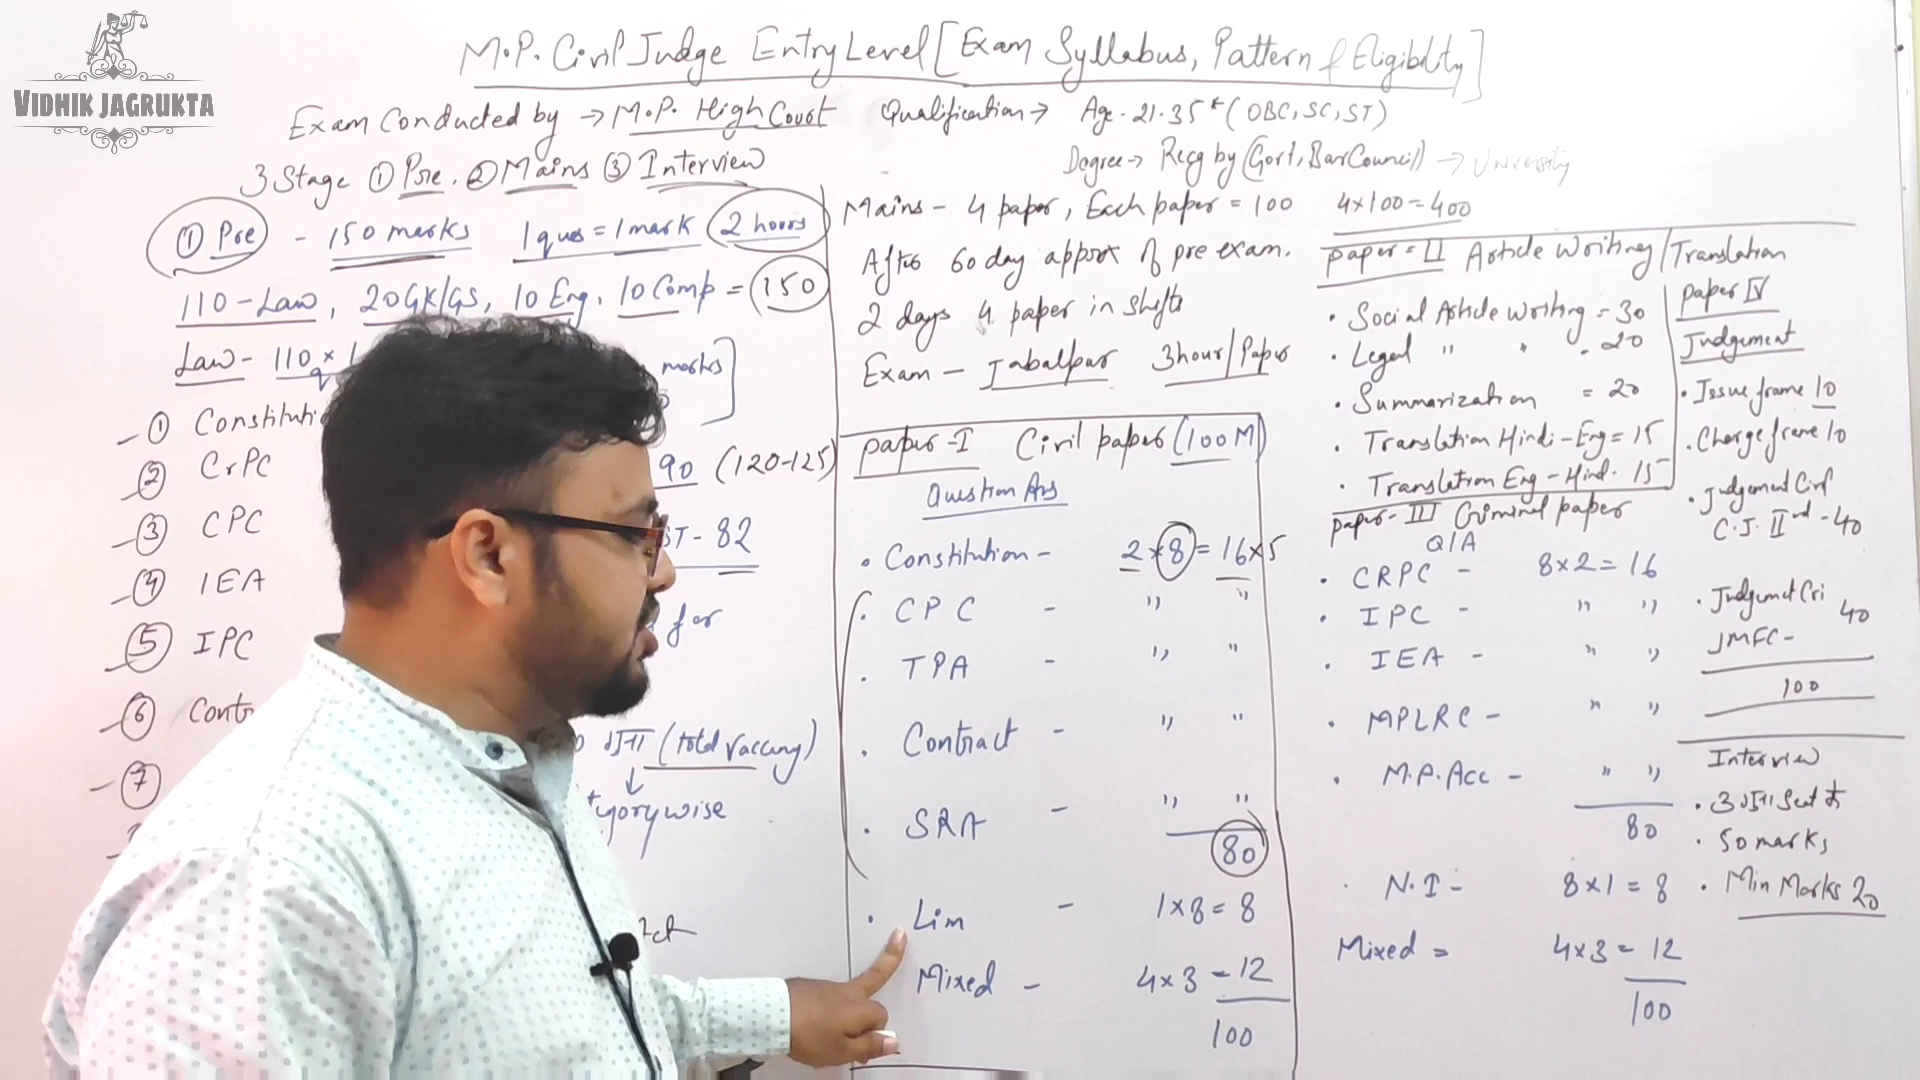 VIDHIK JAGRUKTA
M.P. Civil Judge Entry Level [Exam Syllabus, Pattern & Eligibility]
Exam Conducted by → M.P. High Court
Qualification → Age - 21-35 * (OBC, SC, ST)
Degree → Recg by (Govt, Bar Council) → University
3 Stage ① Pre. ② Mains ③ Interview
① Pre - 150 marks 1 ques = 1 mark 2 hours
110 - Law, 20 GK/GS, 10 Eng, 10 Comp = 150
Law - 110 q ×
marks]
① Constitutio
② CrPC
90 (120-125)
③ CPC
ST - 82
④ IEA
for
⑤ IPC
⑥ Contr
गुना (total vaccany)
↓
⑦
gorywise
Act
Mains - 4 paper, Each paper = 100 4x100=400
After 60 day approx of pre exam.
2 days 4 paper in shifts
Exam - Jabalpur 3 hour/Paper
paper-I Civil paper (100 M)
Question Ans
• Constitution - 2 × 8 = 16 × 5
• CPC - " "
• TPA - " "
• Contract - " "
• SRA - " "
80
• Lim - 1×8 = 8
Mixed - 4×3 - 12
100
paper = II Article Writing/Translation
• Social Article Writing = 30
• Legal " " - 20
• Summarization = 20
• Translation Hindi - Eng = 15
• Translation Eng - Hind. 15
paper - III Criminal paper
Q/A
• CRPC - 8×2 = 16
• IPC - " "
• IEA - " "
• MPLRC - " "
• M.P. Acc - " "
80
• N.I - 8×1 = 8
Mixed = 4×3 = 12
100
paper IV
Judgement
• Issue frame 10
• Charge frame 10
• Judgement Civil
C.J. IInd - 40
• Judgment Cri 40
JMFC -
100
Interview
• 3 गुना Seat के
• 50 marks
• Min Marks 20